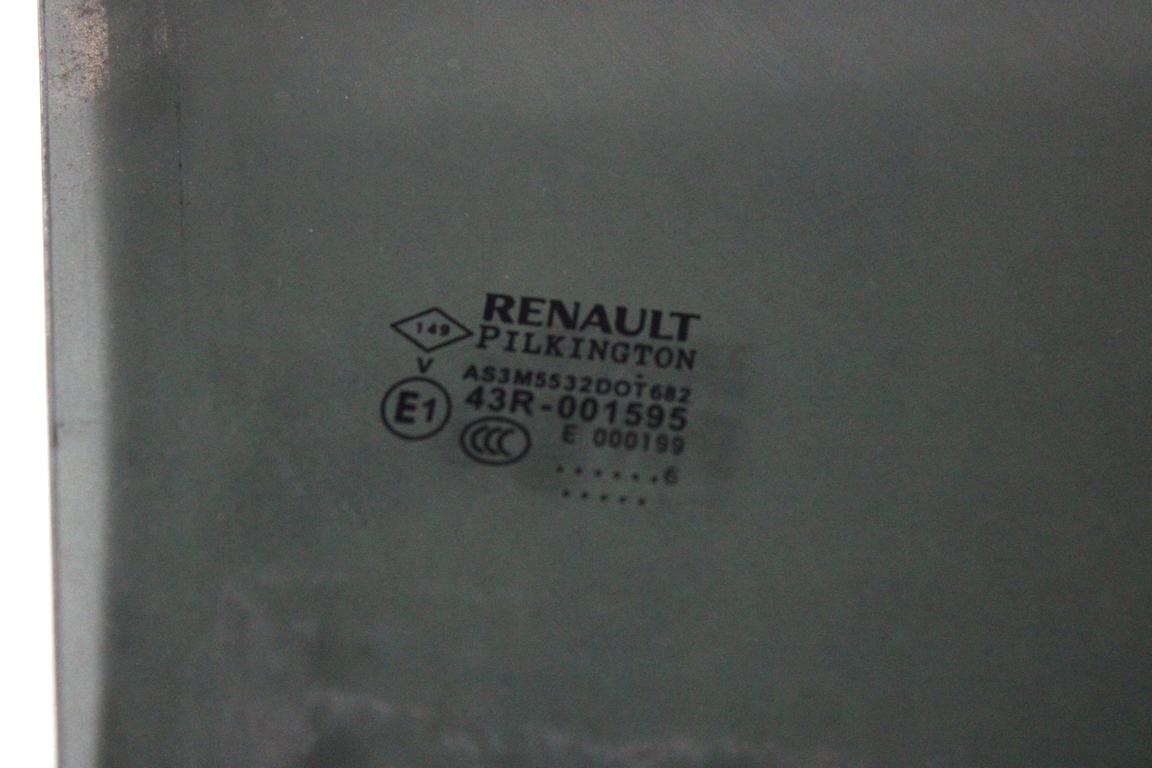 RENAULT
149
PILKINGTON
V
AS3M5532DOT682
E1
43R-001595
CCC
E 000199
......6
.....